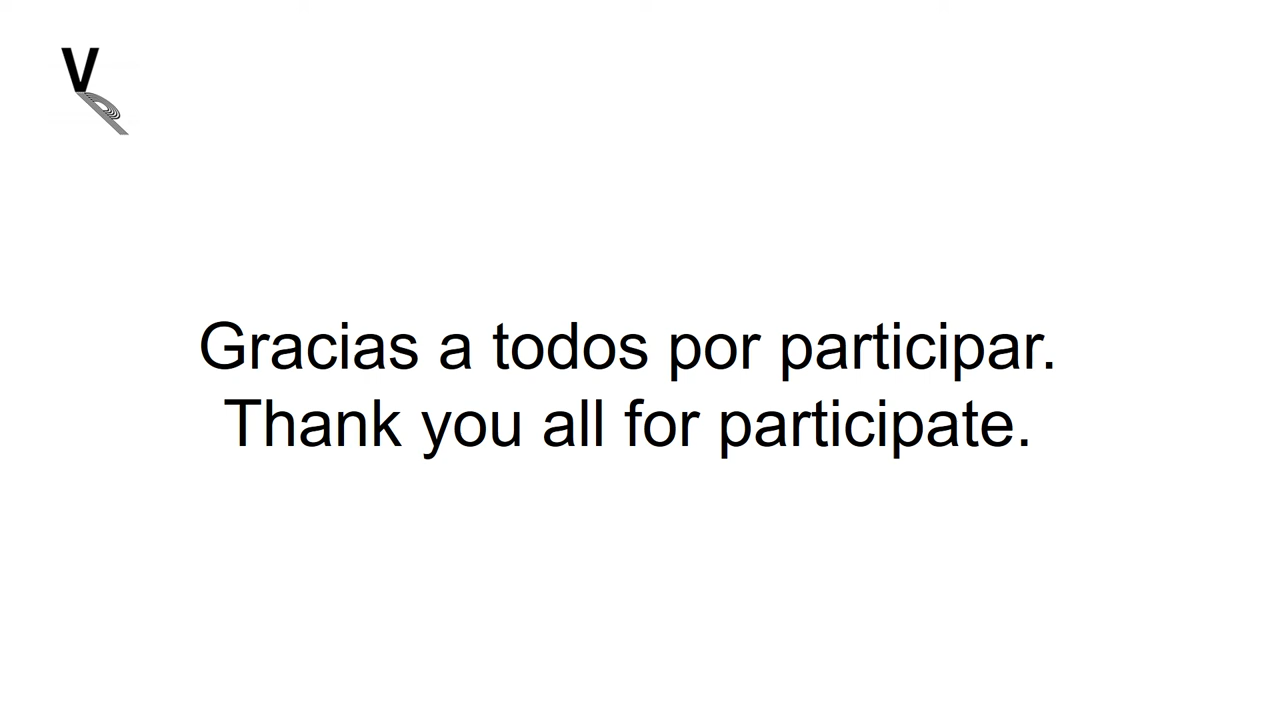 V
Gracias a todos por participar.
Thank you all for participate.